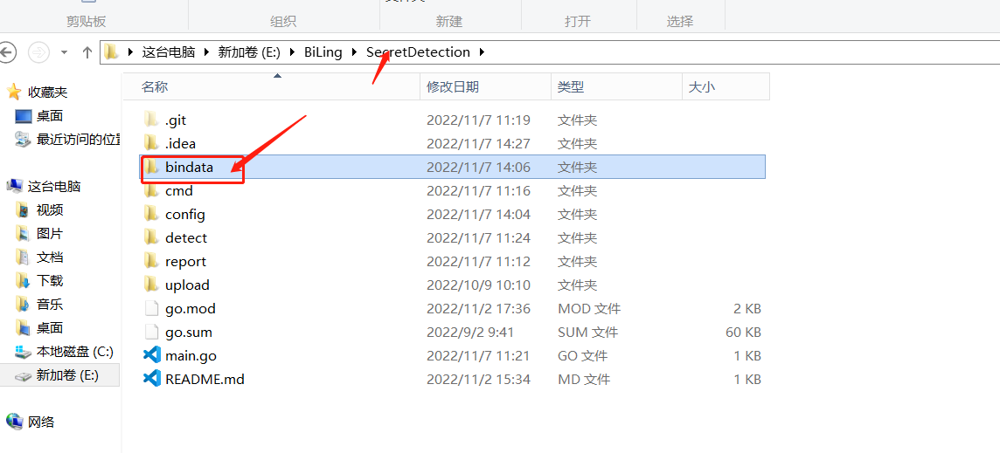 剪贴板 组织 新建 打开 选择
这台电脑 新加卷 (E:) BiLing SecretDetection
名称 修改日期 类型 大小
收藏夹
桌面
最近访问的位置
这台电脑
视频
图片
文档
下载
音乐
桌面
本地磁盘 (C:)
新加卷 (E:)
网络
.git 2022/11/7 11:19 文件夹
.idea 2022/11/7 14:27 文件夹
bindata 2022/11/7 14:06 文件夹
cmd 2022/11/7 11:16 文件夹
config 2022/11/7 14:04 文件夹
detect 2022/11/7 11:24 文件夹
report 2022/11/7 11:12 文件夹
upload 2022/10/9 10:10 文件夹
go.mod 2022/11/2 17:36 MOD 文件 2 KB
go.sum 2022/9/2 9:41 SUM 文件 60 KB
main.go 2022/11/7 11:21 GO 文件 1 KB
README.md 2022/11/2 15:34 MD 文件 1 KB